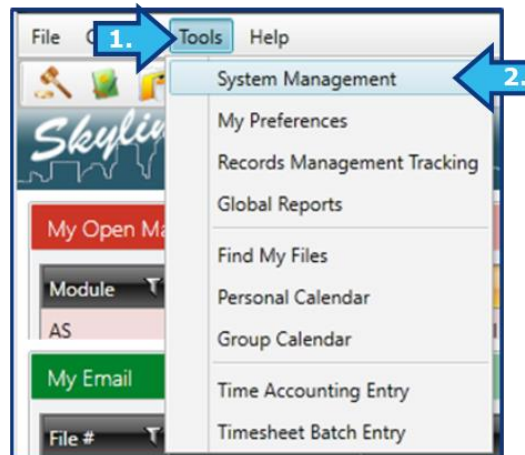 File
1.
Tools Help
System Management
2.
My Preferences
Records Management Tracking
Global Reports
My Open
Find My Files
Module
Personal Calendar
AS
Group Calendar
My Email
Time Accounting Entry
File #
Timesheet Batch Entry